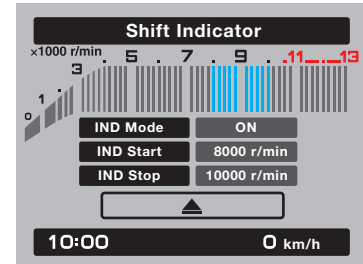 Shift Indicator
×1000 r/min
0 1 3 5 7 9 11 13
IND Mode ON
IND Start 8000 r/min
IND Stop 10000 r/min
10:00 0 km/h